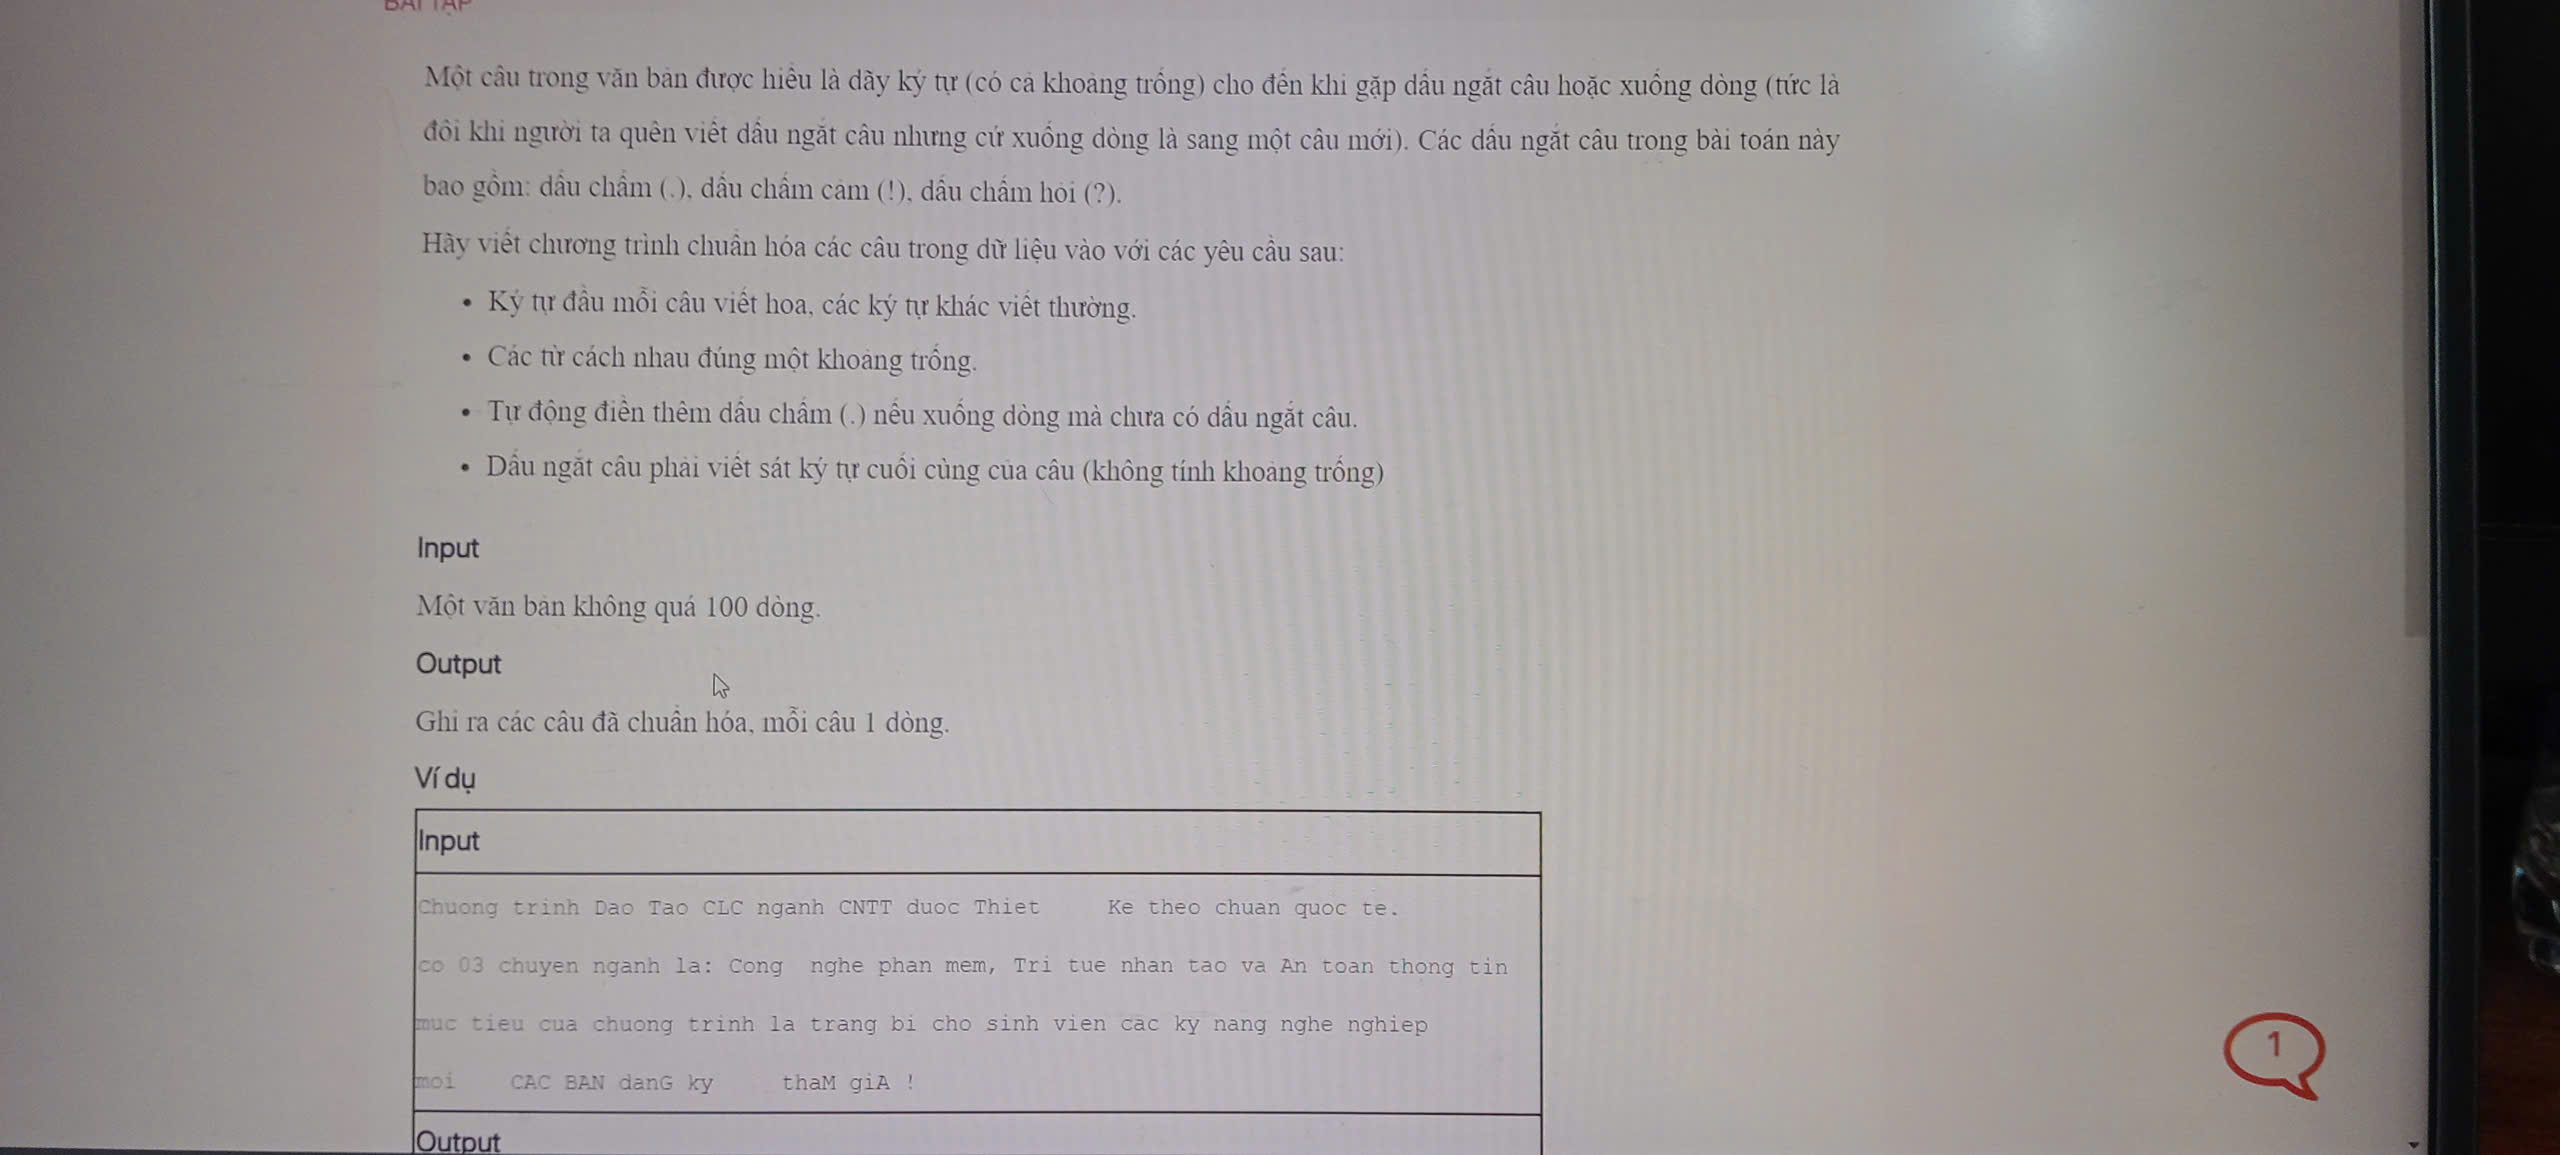 BÀI TẬP
Một câu trong văn bản được hiểu là dãy ký tự (có cả khoảng trống) cho đến khi gặp dấu ngắt câu hoặc xuống dòng (tức là
đôi khi người ta quên viết dấu ngắt câu nhưng cứ xuống dòng là sang một câu mới). Các dấu ngắt câu trong bài toán này
bao gồm: dấu chấm (.), dấu chấm cảm (!), dấu chấm hỏi (?).
Hãy viết chương trình chuẩn hóa các câu trong dữ liệu vào với các yêu cầu sau:
• Ký tự đầu mỗi câu viết hoa, các ký tự khác viết thường.
• Các từ cách nhau đúng một khoảng trống.
• Tự động điền thêm dấu chấm (.) nếu xuống dòng mà chưa có dấu ngắt câu.
• Dấu ngắt câu phải viết sát ký tự cuối cùng của câu (không tính khoảng trống)
Input
Một văn bản không quá 100 dòng.
Output
Ghi ra các câu đã chuẩn hóa, mỗi câu 1 dòng.
Ví dụ
Input
Chuong trinh Dao Tao CLC nganh CNTT duoc Thiet     Ke theo chuan quoc te.
co 03 chuyen nganh la: Cong  nghe phan mem, Tri tue nhan tao va An toan thong tin
muc tieu cua chuong trinh la trang bi cho sinh vien cac ky nang nghe nghiep
moi    CAC BAN danG ky     thaM giA !
1
Output